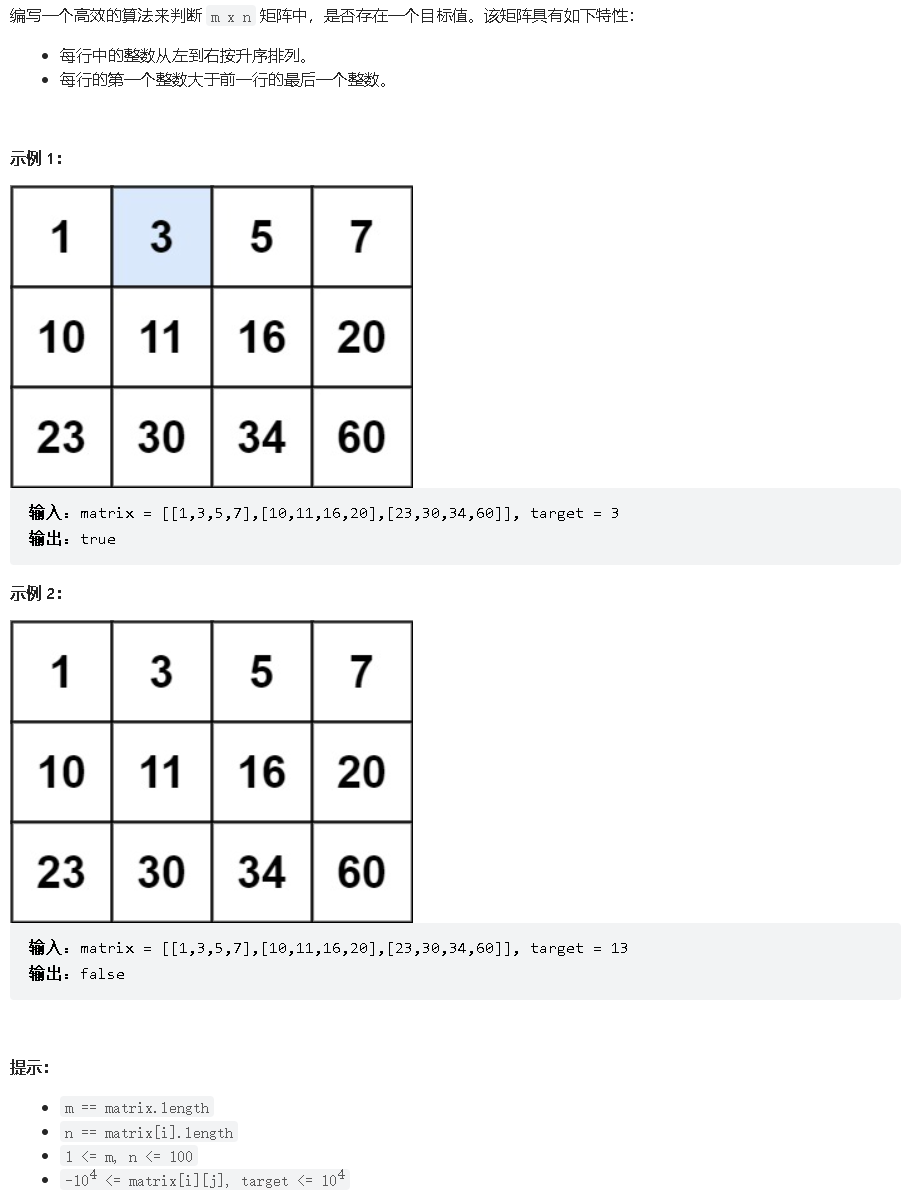 编写一个高效的算法来判断 m x n 矩阵中，是否存在一个目标值。该矩阵具有如下特性：
• 每行中的整数从左到右按升序排列。
• 每行的第一个整数大于前一行的最后一个整数。
示例 1：
1 3 5 7
10 11 16 20
23 30 34 60
输入：matrix = [[1,3,5,7],[10,11,16,20],[23,30,34,60]], target = 3
输出：true
示例 2：
1 3 5 7
10 11 16 20
23 30 34 60
输入：matrix = [[1,3,5,7],[10,11,16,20],[23,30,34,60]], target = 13
输出：false
提示：
• m == matrix.length
• n == matrix[i].length
• 1 <= m, n <= 100
• -10⁴ <= matrix[i][j], target <= 10⁴